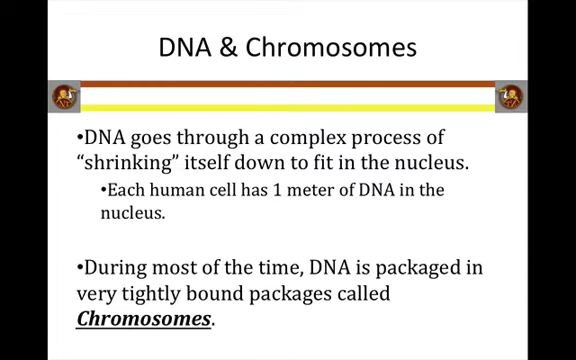 DNA & Chromosomes
•DNA goes through a complex process of
“shrinking” itself down to fit in the nucleus.
•Each human cell has 1 meter of DNA in the
nucleus.
•During most of the time, DNA is packaged in
very tightly bound packages called
Chromosomes.